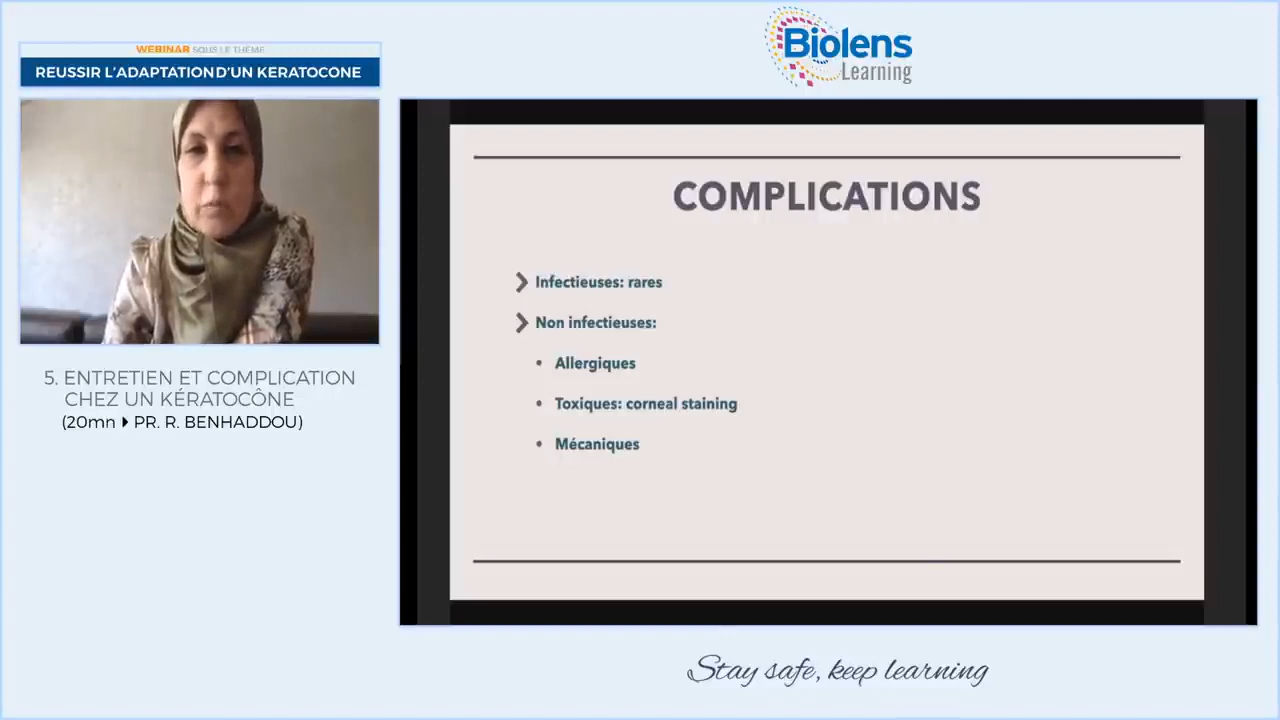 WEBINAR SOUS LE THÈME
REUSSIR L'ADAPTATION D'UN KERATOCONE
Biolens
Learning
COMPLICATIONS
Infectieuses: rares
Non infectieuses:
• Allergiques
• Toxiques: corneal staining
• Mécaniques
5. ENTRETIEN ET COMPLICATION
CHEZ UN KÉRATOCÔNE
(20mn ▸ PR. R. BENHADDOU)
Stay safe, keep learning